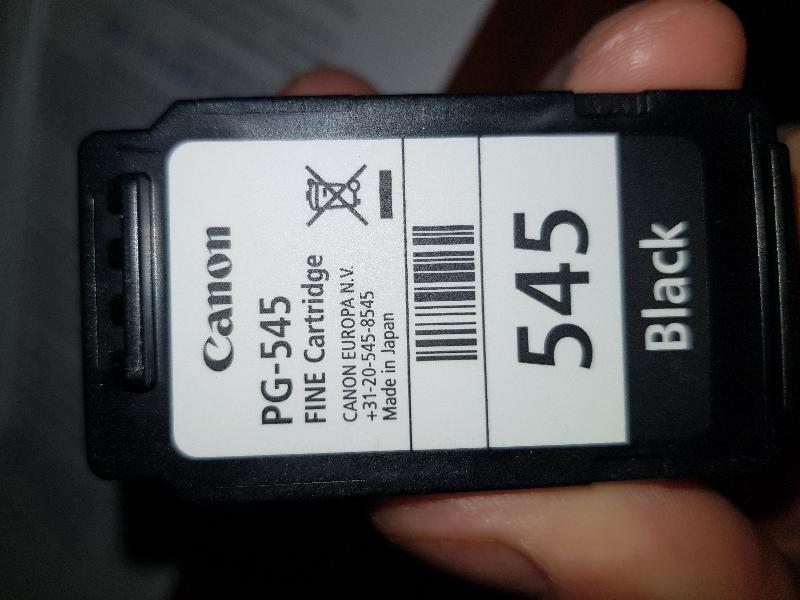 Canon
PG-545
FINE Cartridge
CANON EUROPA N.V.
+31-20-545-8545
Made in Japan
545
Black